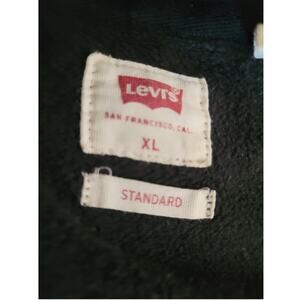 Levi's
SAN FRANCISCO, CAL.
XL
STANDARD